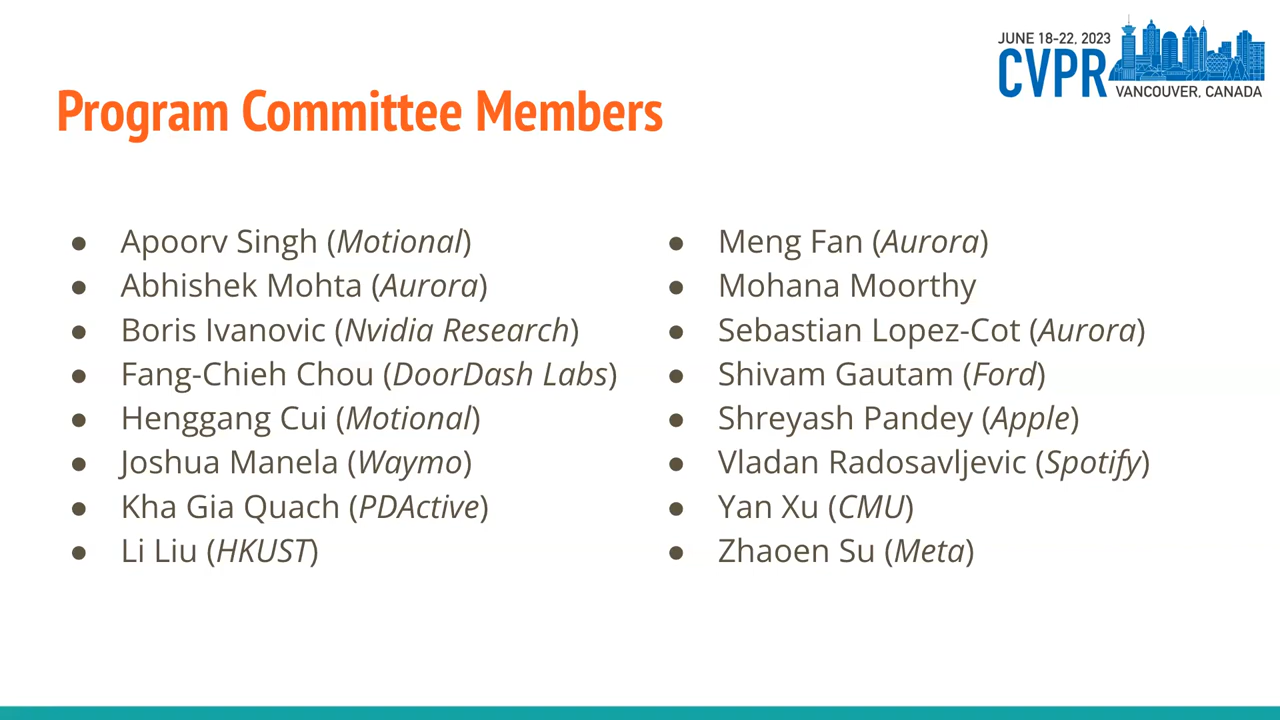 JUNE 18-22, 2023
CVPR
VANCOUVER, CANADA
Program Committee Members
● Apoorv Singh (Motional)
● Abhishek Mohta (Aurora)
● Boris Ivanovic (Nvidia Research)
● Fang-Chieh Chou (DoorDash Labs)
● Henggang Cui (Motional)
● Joshua Manela (Waymo)
● Kha Gia Quach (PDActive)
● Li Liu (HKUST)
● Meng Fan (Aurora)
● Mohana Moorthy
● Sebastian Lopez-Cot (Aurora)
● Shivam Gautam (Ford)
● Shreyash Pandey (Apple)
● Vladan Radosavljevic (Spotify)
● Yan Xu (CMU)
● Zhaoen Su (Meta)